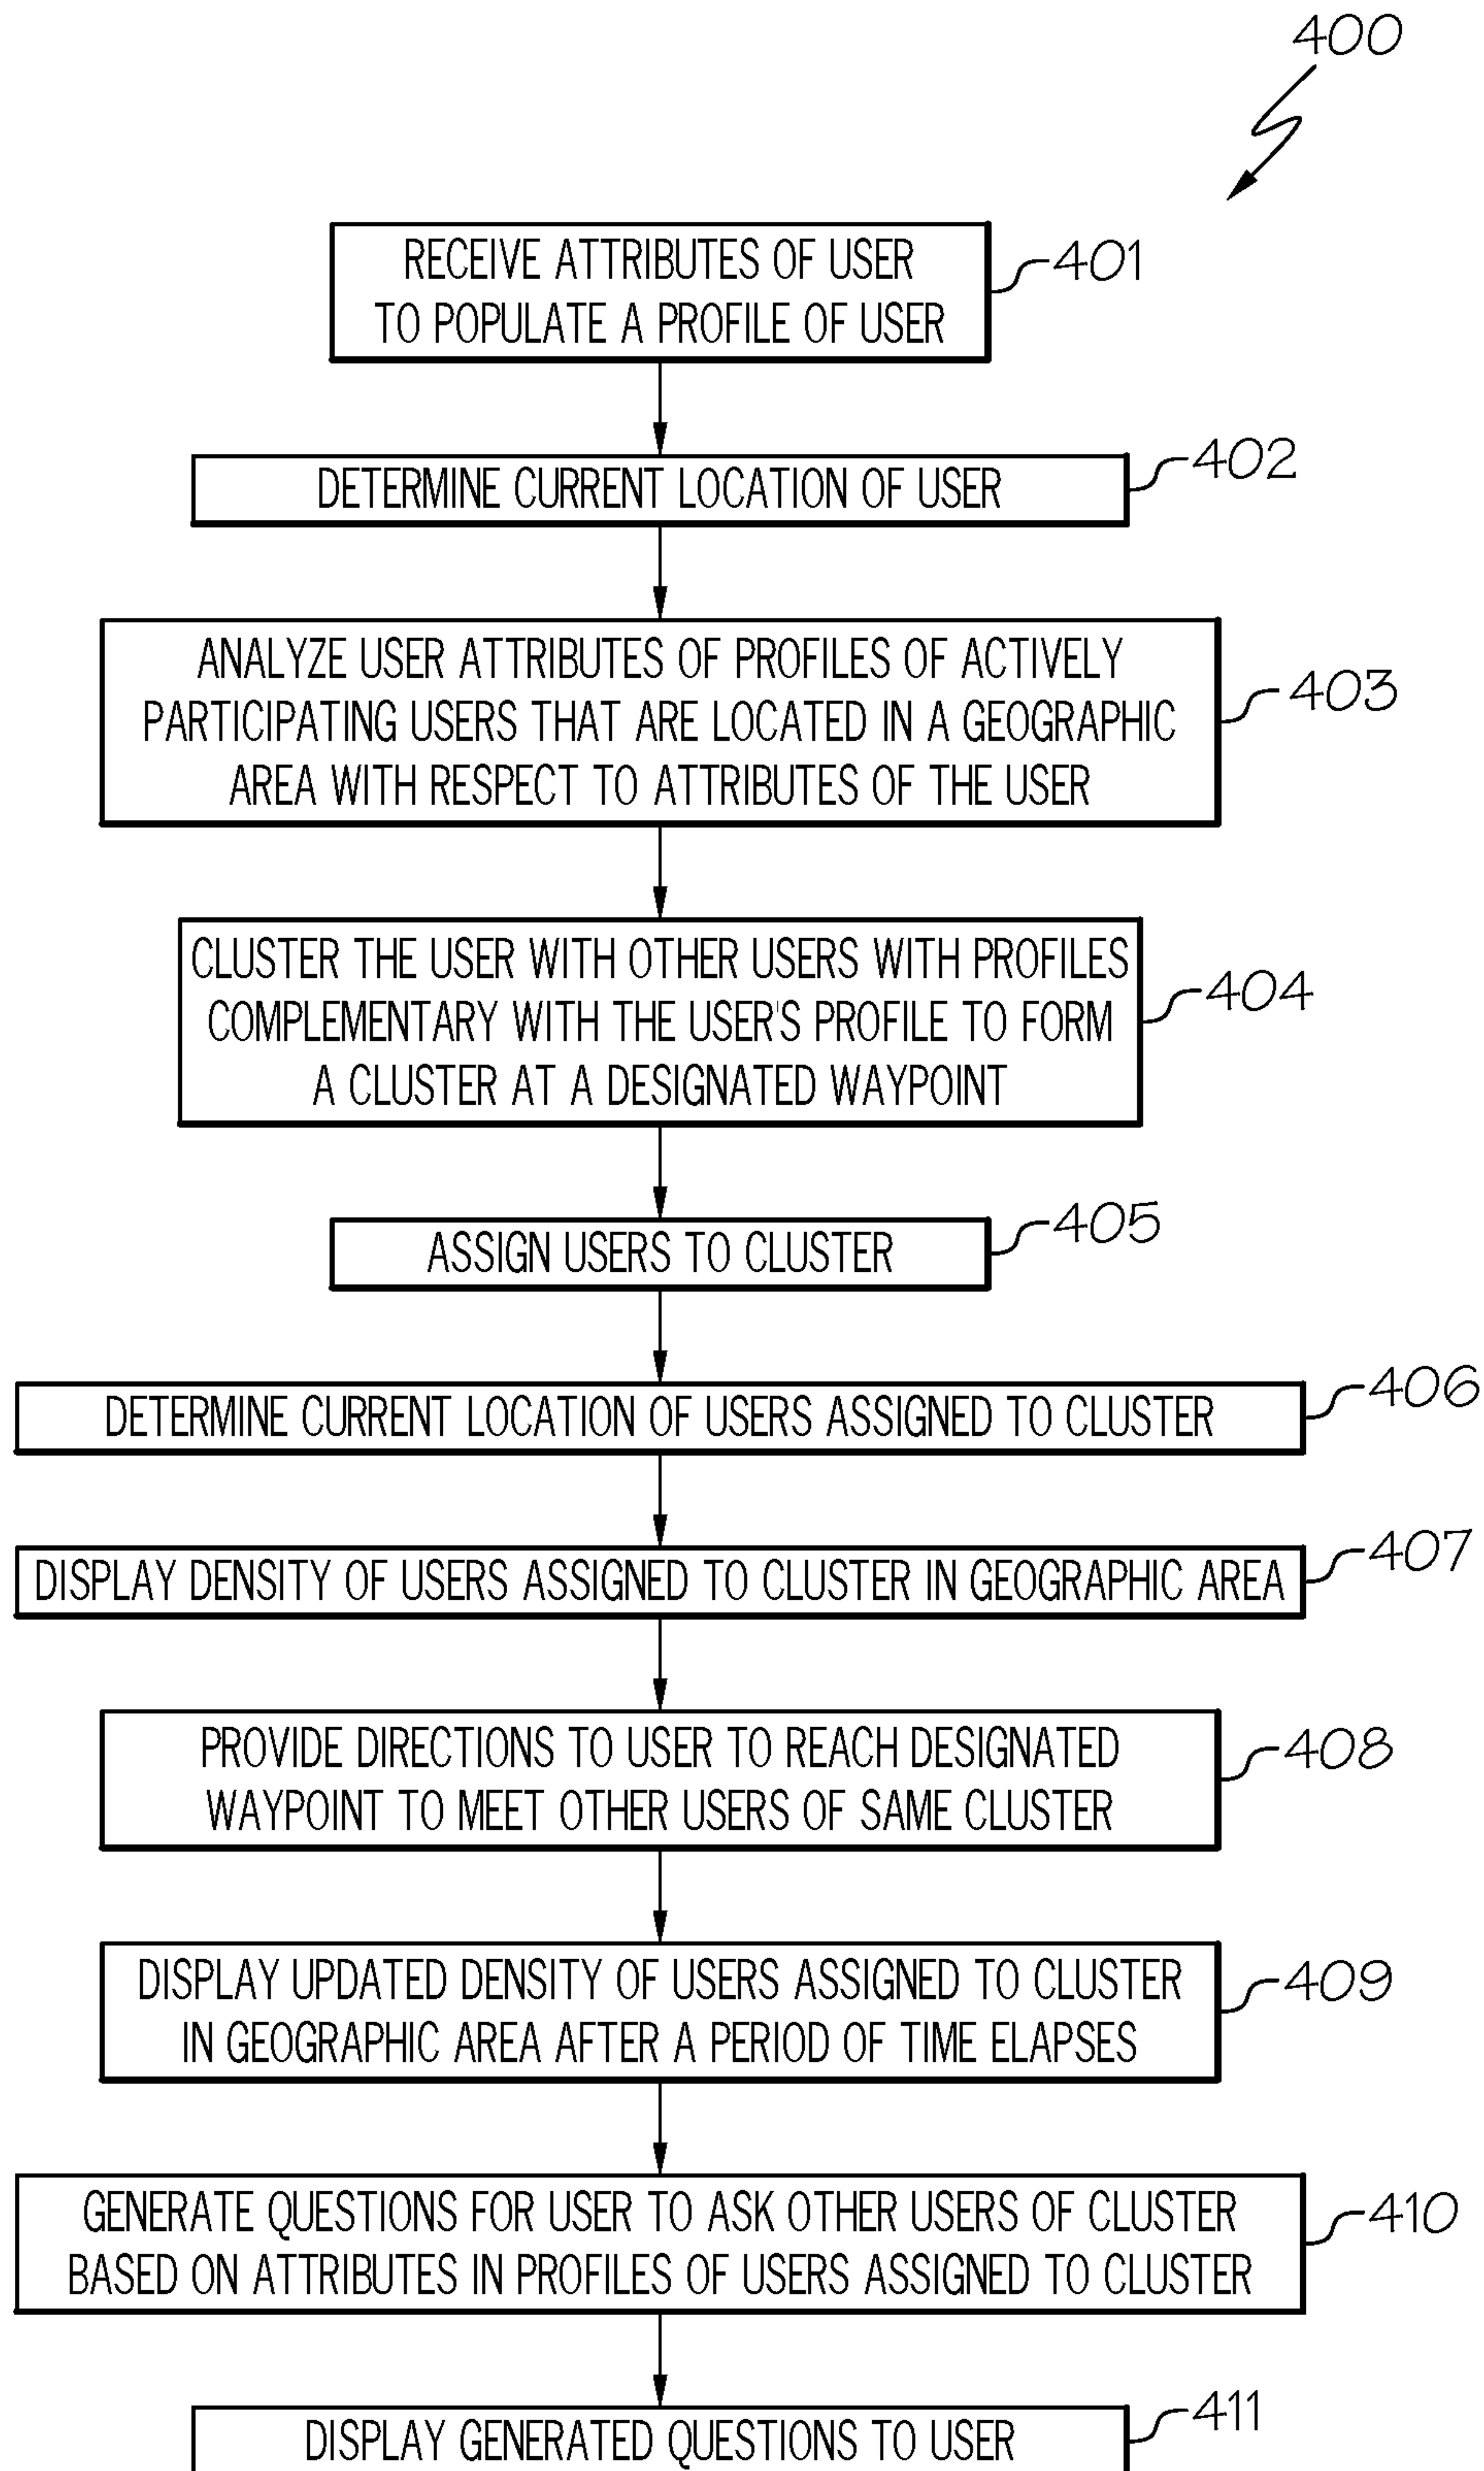 400
RECEIVE ATTRIBUTES OF USER
TO POPULATE A PROFILE OF USER
401
DETERMINE CURRENT LOCATION OF USER
402
ANALYZE USER ATTRIBUTES OF PROFILES OF ACTIVELY
PARTICIPATING USERS THAT ARE LOCATED IN A GEOGRAPHIC
AREA WITH RESPECT TO ATTRIBUTES OF THE USER
403
CLUSTER THE USER WITH OTHER USERS WITH PROFILES
COMPLEMENTARY WITH THE USER'S PROFILE TO FORM
A CLUSTER AT A DESIGNATED WAYPOINT
404
ASSIGN USERS TO CLUSTER
405
DETERMINE CURRENT LOCATION OF USERS ASSIGNED TO CLUSTER
406
DISPLAY DENSITY OF USERS ASSIGNED TO CLUSTER IN GEOGRAPHIC AREA
407
PROVIDE DIRECTIONS TO USER TO REACH DESIGNATED
WAYPOINT TO MEET OTHER USERS OF SAME CLUSTER
408
DISPLAY UPDATED DENSITY OF USERS ASSIGNED TO CLUSTER
IN GEOGRAPHIC AREA AFTER A PERIOD OF TIME ELAPSES
409
GENERATE QUESTIONS FOR USER TO ASK OTHER USERS OF CLUSTER
BASED ON ATTRIBUTES IN PROFILES OF USERS ASSIGNED TO CLUSTER
410
DISPLAY GENERATED QUESTIONS TO USER
411